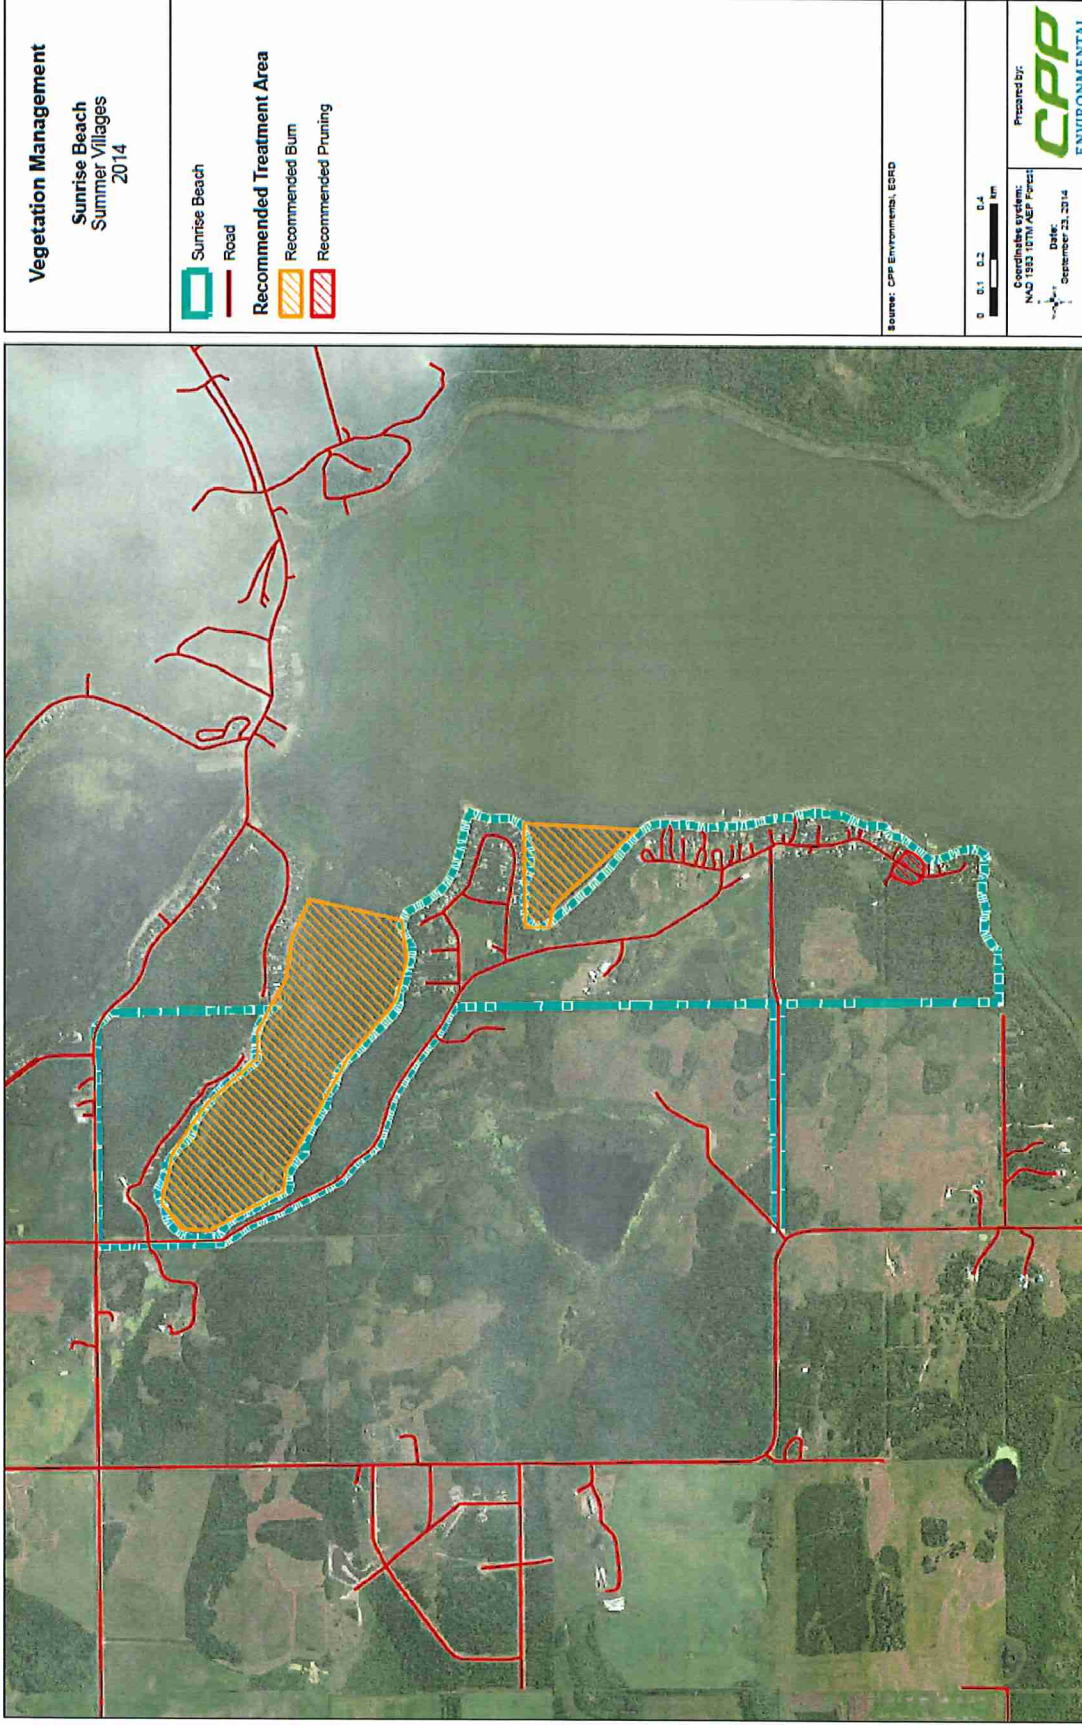 Vegetation Management
Sunrise Beach
Summer Villages
2014
Sunrise Beach
Road
Recommended Treatment Area
Recommended Burn
Recommended Pruning
Source: CPP Environmental, ESRD
0 0.1 0.2 0.4
km
Coordinates system:
NAD 1983 10TM AEP Forest
Date:
September 23, 2014
Prepared by:
CPP
ENVIRONMENTAL